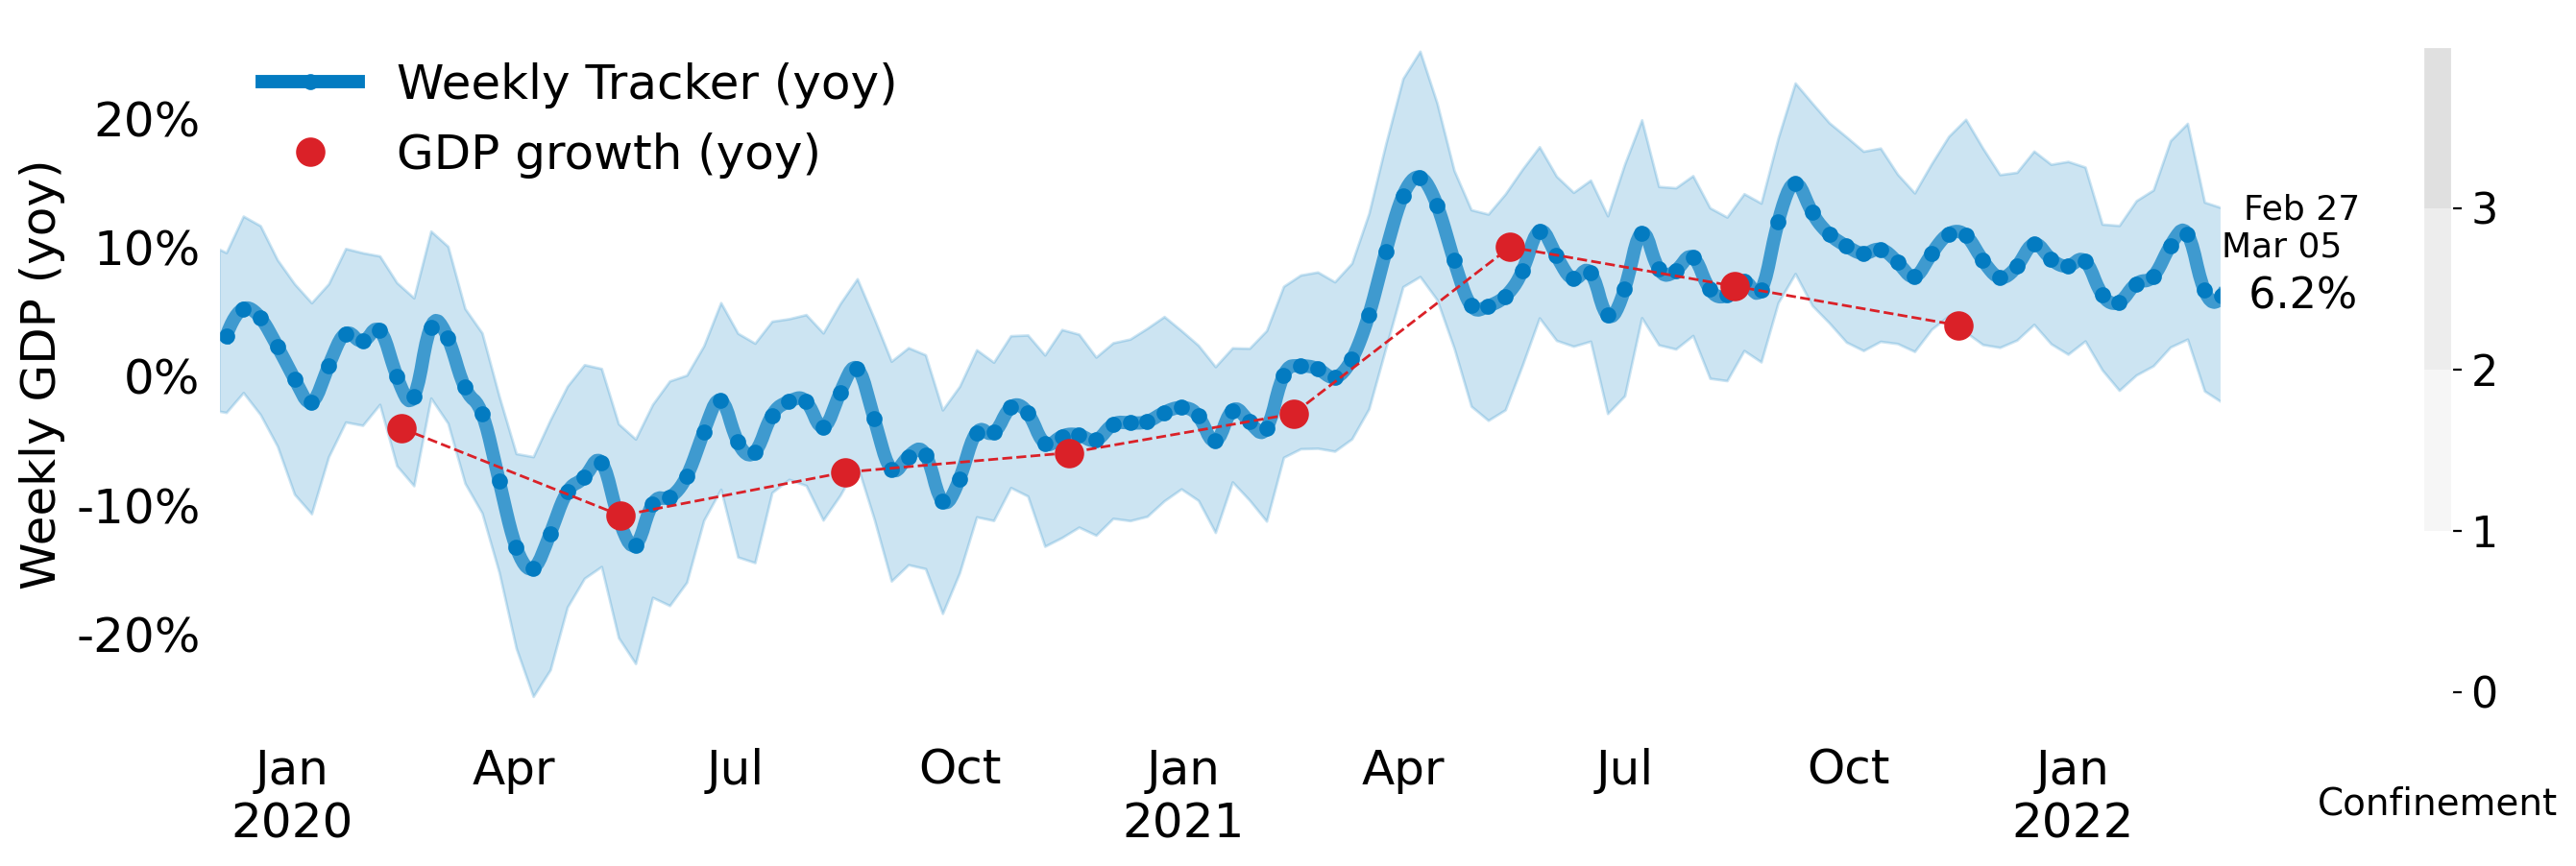 Weekly Tracker (yoy)
GDP growth (yoy)
Weekly GDP (yoy)
20%
10%
0%
-10%
-20%
Feb 27
Mar 05
6.2%
3
2
1
0
Jan
2020
Apr
Jul
Oct
Jan
2021
Apr
Jul
Oct
Jan
2022
Confinement